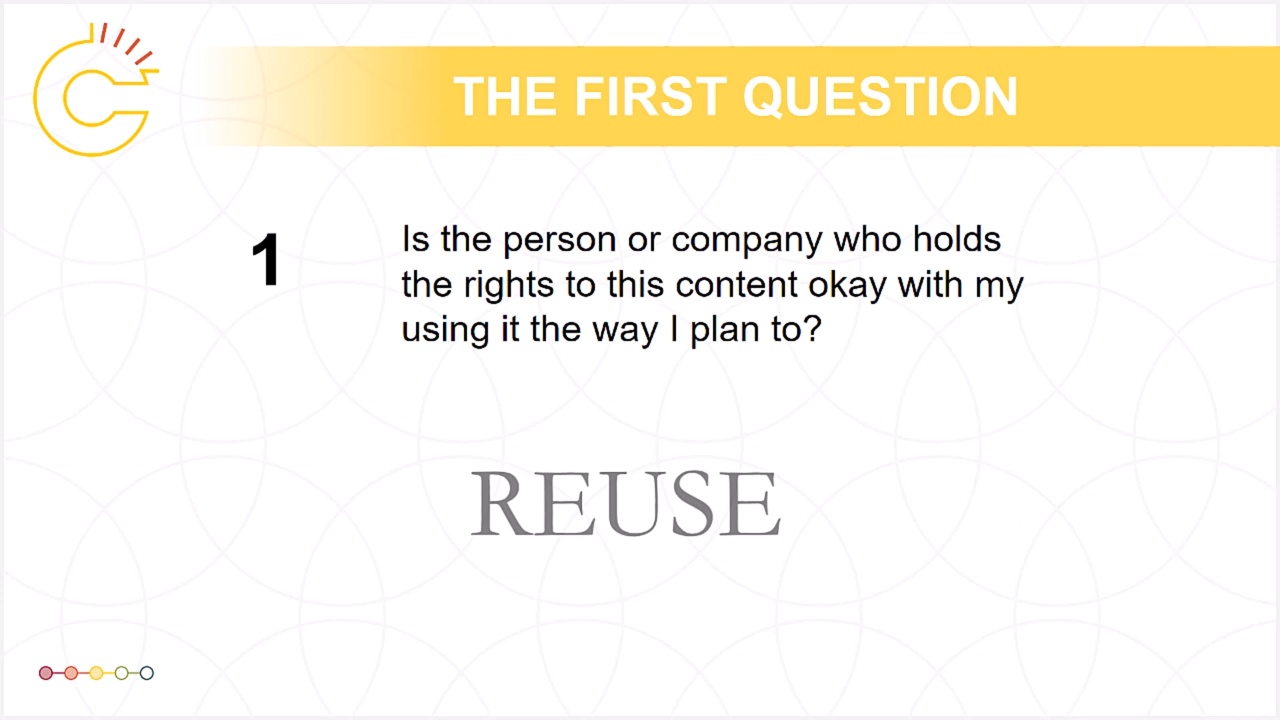 THE FIRST QUESTION
1
Is the person or company who holds
the rights to this content okay with my
using it the way I plan to?
REUSE